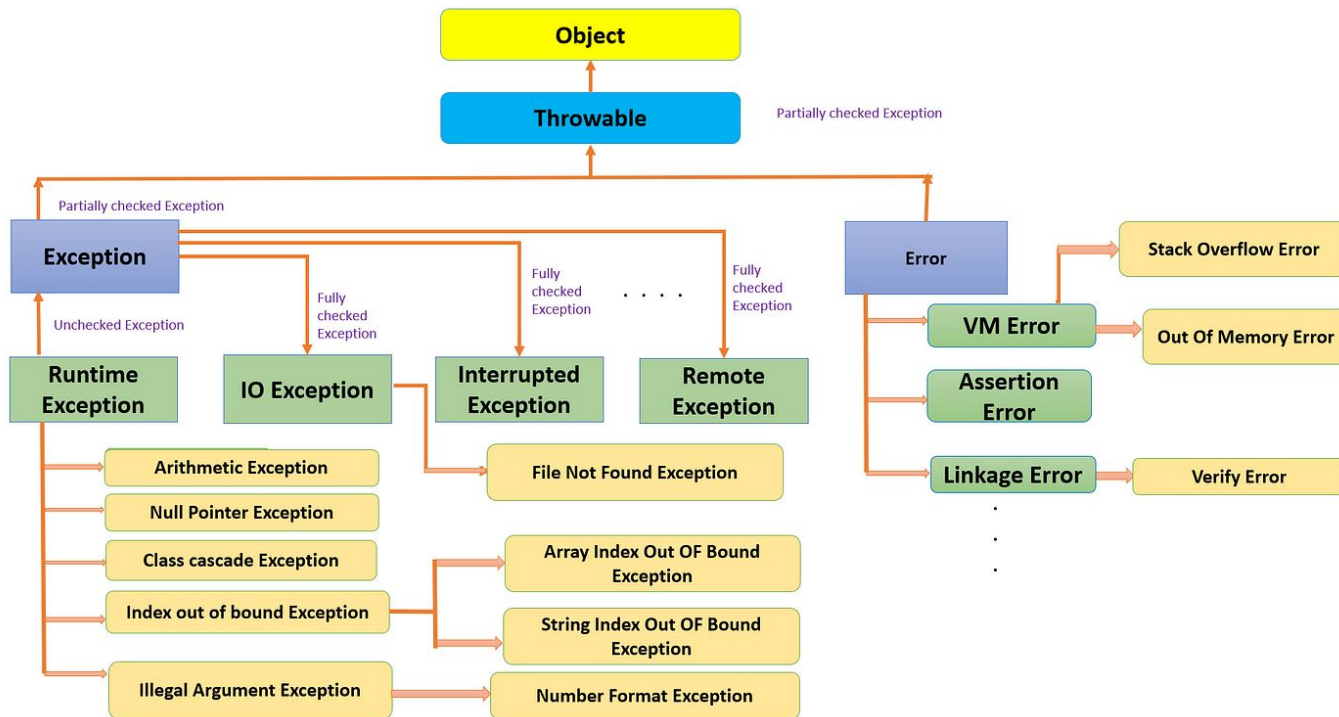 Object
Throwable
Partially checked Exception
Partially checked Exception
Exception
Error
Stack Overflow Error
Fully
checked
Exception
Fully
checked
Exception
. . . .
Fully
checked
Exception
Unchecked Exception
VM Error
Out Of Memory Error
Runtime
Exception
IO Exception
Interrupted
Exception
Remote
Exception
Assertion
Error
Arithmetic Exception
File Not Found Exception
Linkage Error
Verify Error
Null Pointer Exception
.
.
.
Class cascade Exception
Array Index Out OF Bound
Exception
Index out of bound Exception
String Index Out OF Bound
Exception
Illegal Argument Exception
Number Format Exception